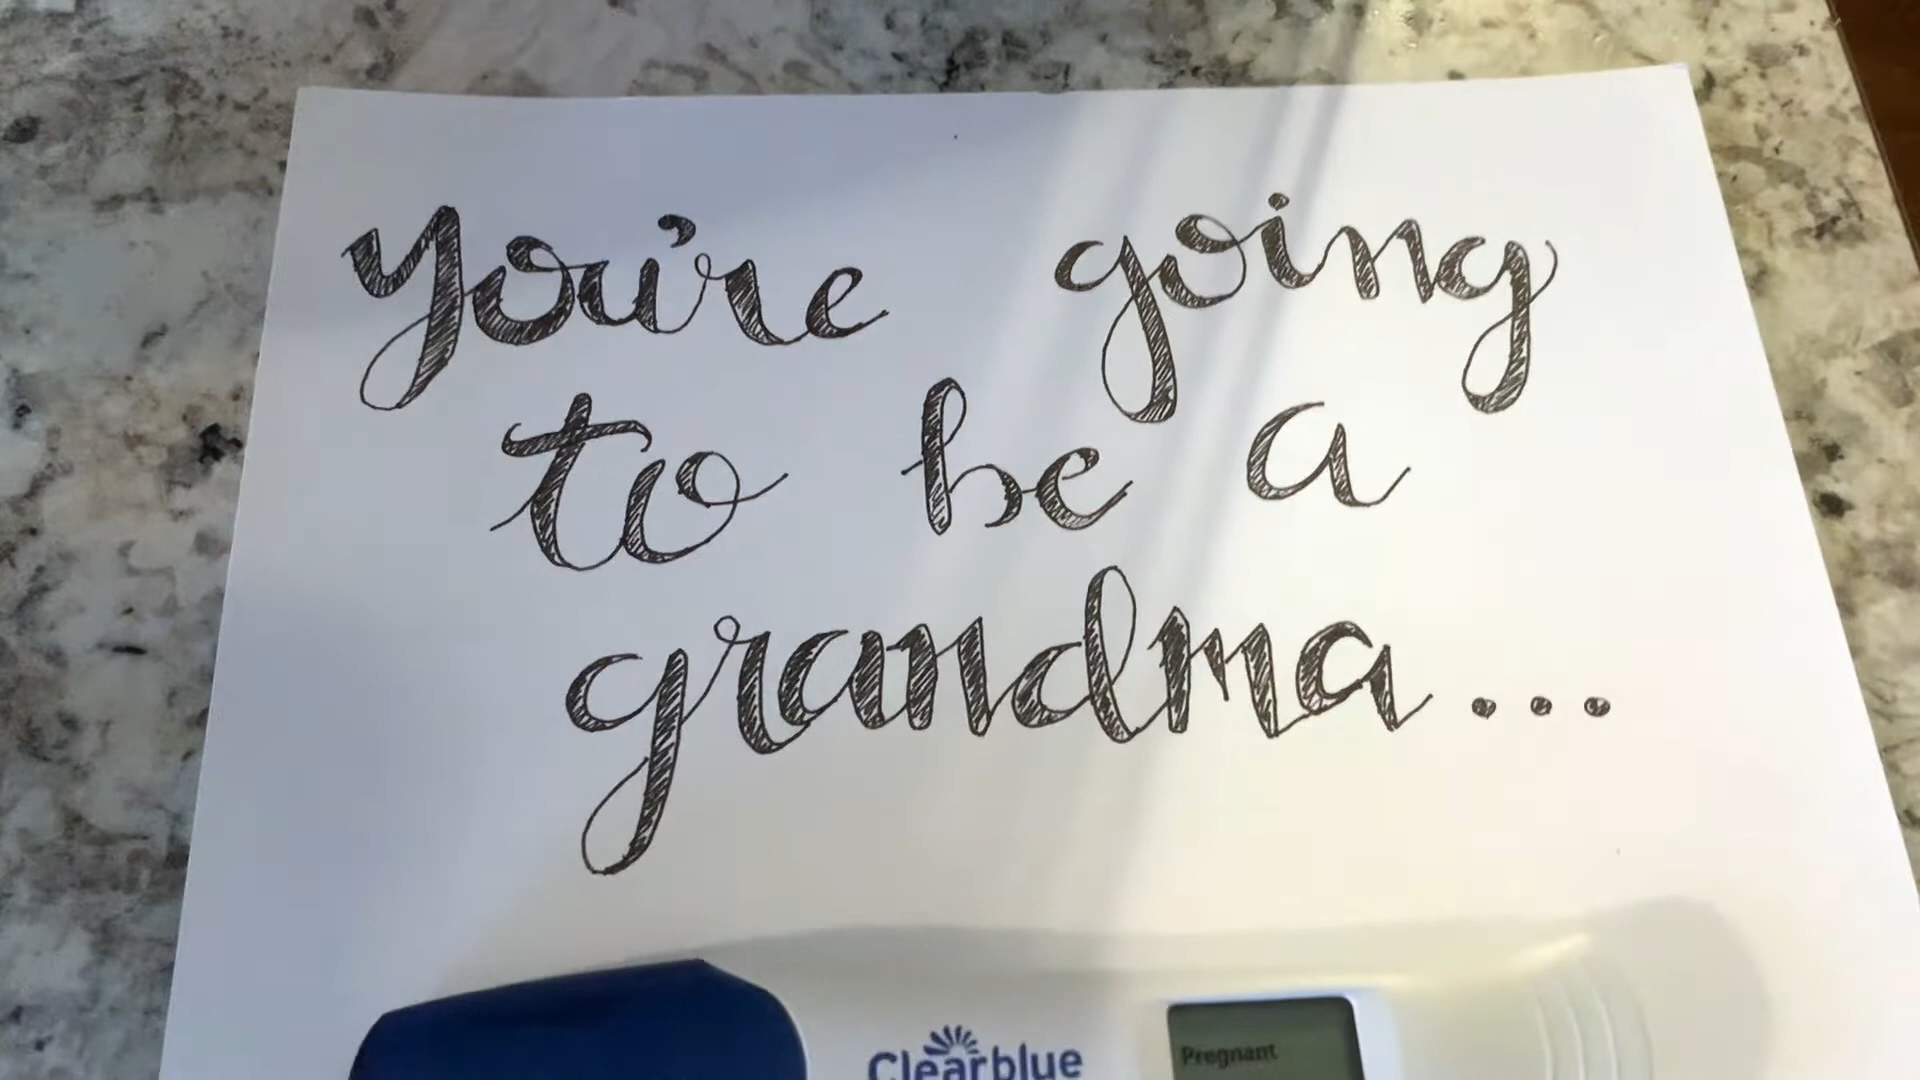 You're going
to be a
grandma...
Clearblue
Pregnant